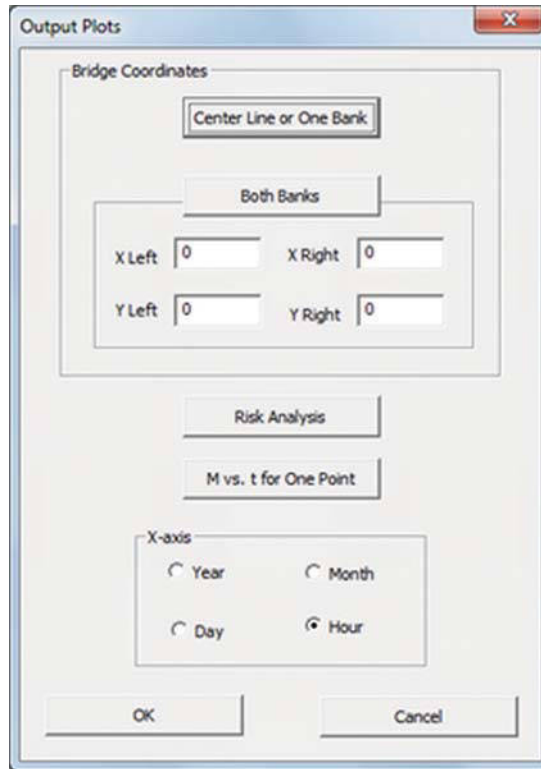 Output Plots
Bridge Coordinates
Center Line or One Bank
Both Banks
X Left 0 X Right 0
Y Left 0 Y Right 0
Risk Analysis
M vs. t for One Point
X-axis
Year Month
Day Hour
OK Cancel